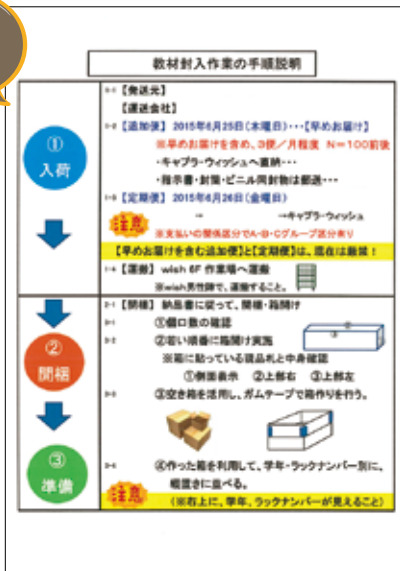 教材封入作業の手順説明
①
入荷
1-1 【発送元】
【運送会社】
1-2 【追加便】 2015年6月25日(木曜日)・・・【早めお届け】
※早めお届けを含め、3便/月程度 N=100前後
・キャプラ・ウィッシュへ直納・・・
・指示書・封筒・ビニール同封物は郵送・・・
1-3 【定期便】 2015年6月26日(金曜日)
注意 → →キャプラ・ウィッシュ
※支払いの関係区分でA・B・Cグループ区分有り
【早めお届けを含む追加便】と【定期便】は、混在は厳禁!
1-4 【運搬】 wish 6F 作業場へ運搬
※wish男性陣で、運搬すること。
②
開梱
2-1 【開梱】 納品書に従って、開梱・箱開け
①個口数の確認
②若い順番に箱開け実施
※箱に貼っている現品札と中身確認
①側面表示 ②上部右 ③上部左
③空き箱を活用し、ガムテープで箱作りを行う。
③
準備
④作った箱を利用して、学年・ラックナンバー別に、
縦置きに並べる。
注意
(※右上に、学年、ラックナンバーが見えること)